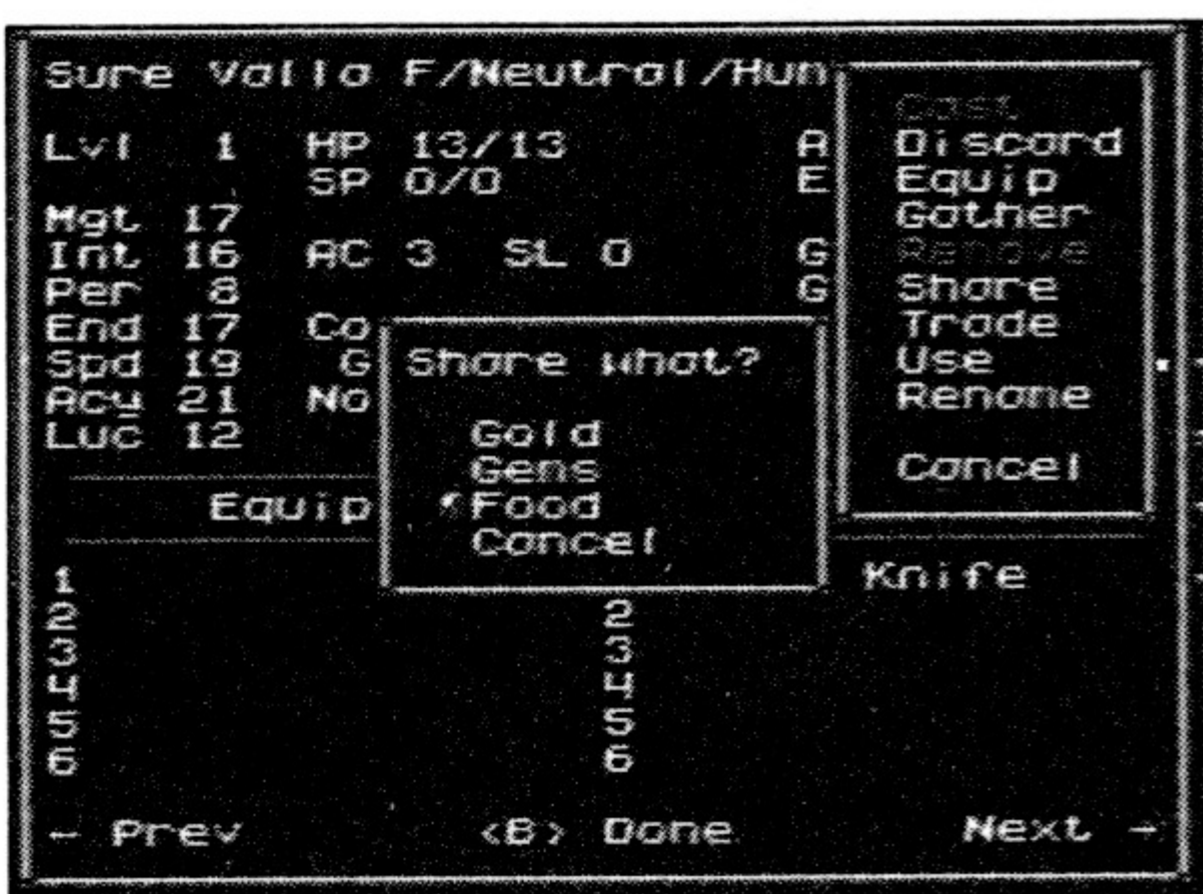 Sure Valla F/Neutral/Hum
Cast
Lvl 1 HP 13/13 A Discard
SP 0/0 E Equip
Mgt 17 Gather
Int 16 AC 3 SL 0 G Remove
Per 8 G Share
End 17 Co Trade
Spd 19 G Share what? Use
Acy 21 No Rename
Luc 12 Gold
Gems Cancel
Equip Food
Cancel
1 Knife
2 2
3 3
4 4
5 5
6 6
← Prev <B> Done Next →